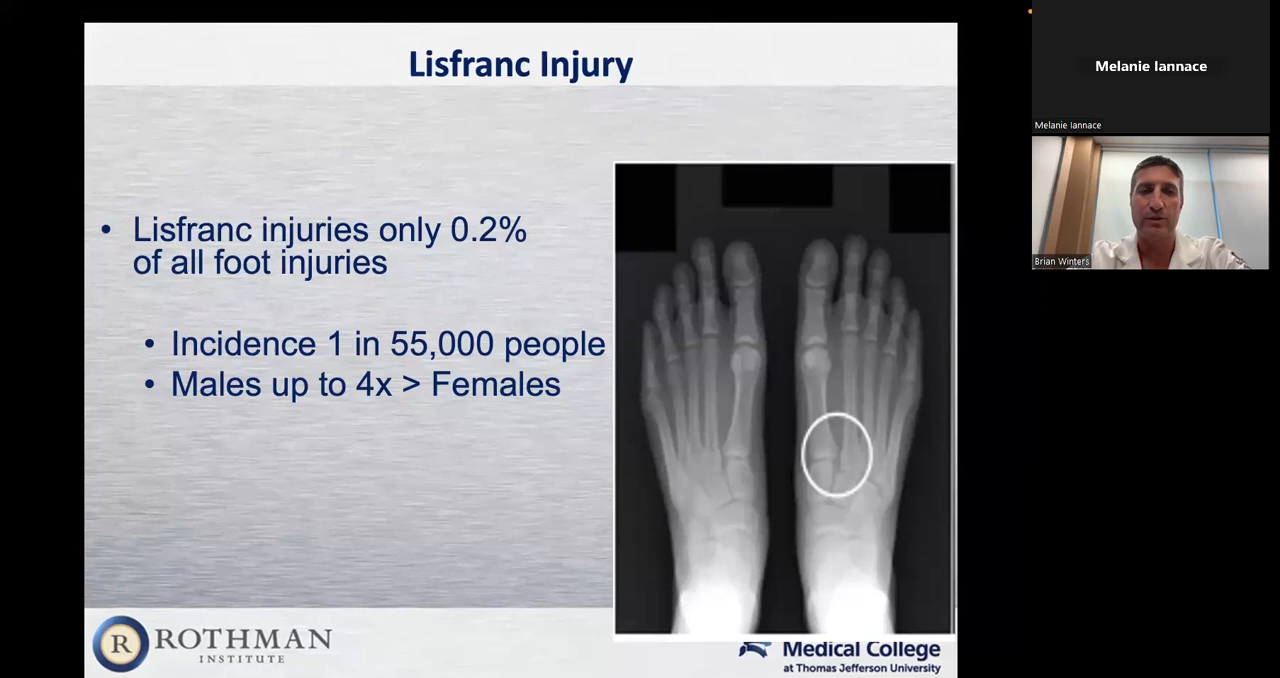 Lisfranc Injury
• Lisfranc injuries only 0.2%
of all foot injuries
• Incidence 1 in 55,000 people
• Males up to 4x > Females
R ROTHMAN
INSTITUTE
Medical College
at Thomas Jefferson University
Melanie Iannace
Melanie Iannace
Brian Winters